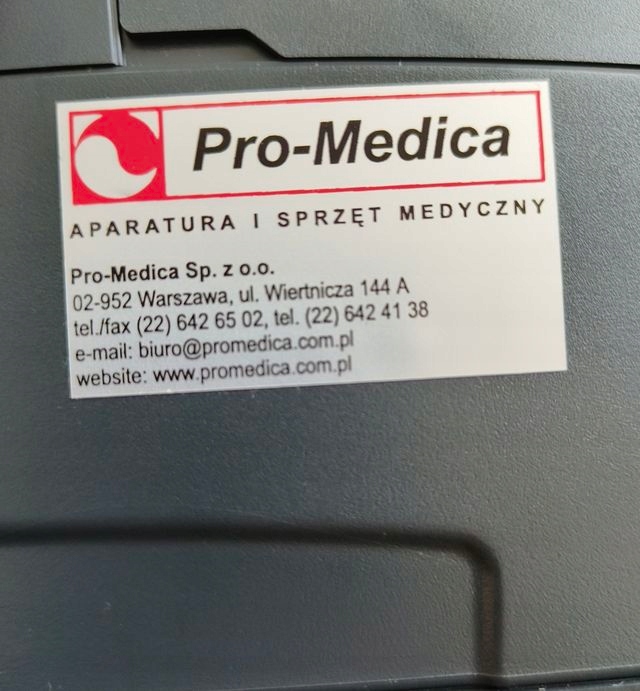 Pro-Medica
APARATURA I SPRZĘT MEDYCZNY
Pro-Medica Sp. z o.o.
02-952 Warszawa, ul. Wiertnicza 144 A
tel./fax (22) 642 65 02, tel. (22) 642 41 38
e-mail: biuro@promedica.com.pl
website: www.promedica.com.pl